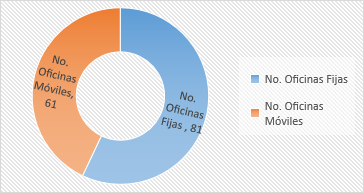 No.
Oficinas
Móviles,
61
No.
Oficinas
Fijas , 81
No. Oficinas Fijas
No. Oficinas
Móviles